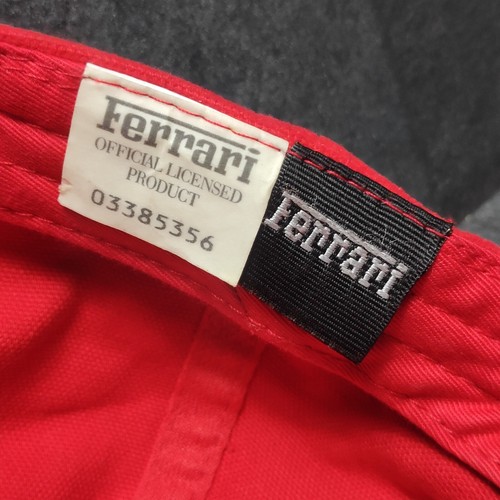 Ferrari
OFFICIAL LICENSED
PRODUCT
03385356
Ferrari